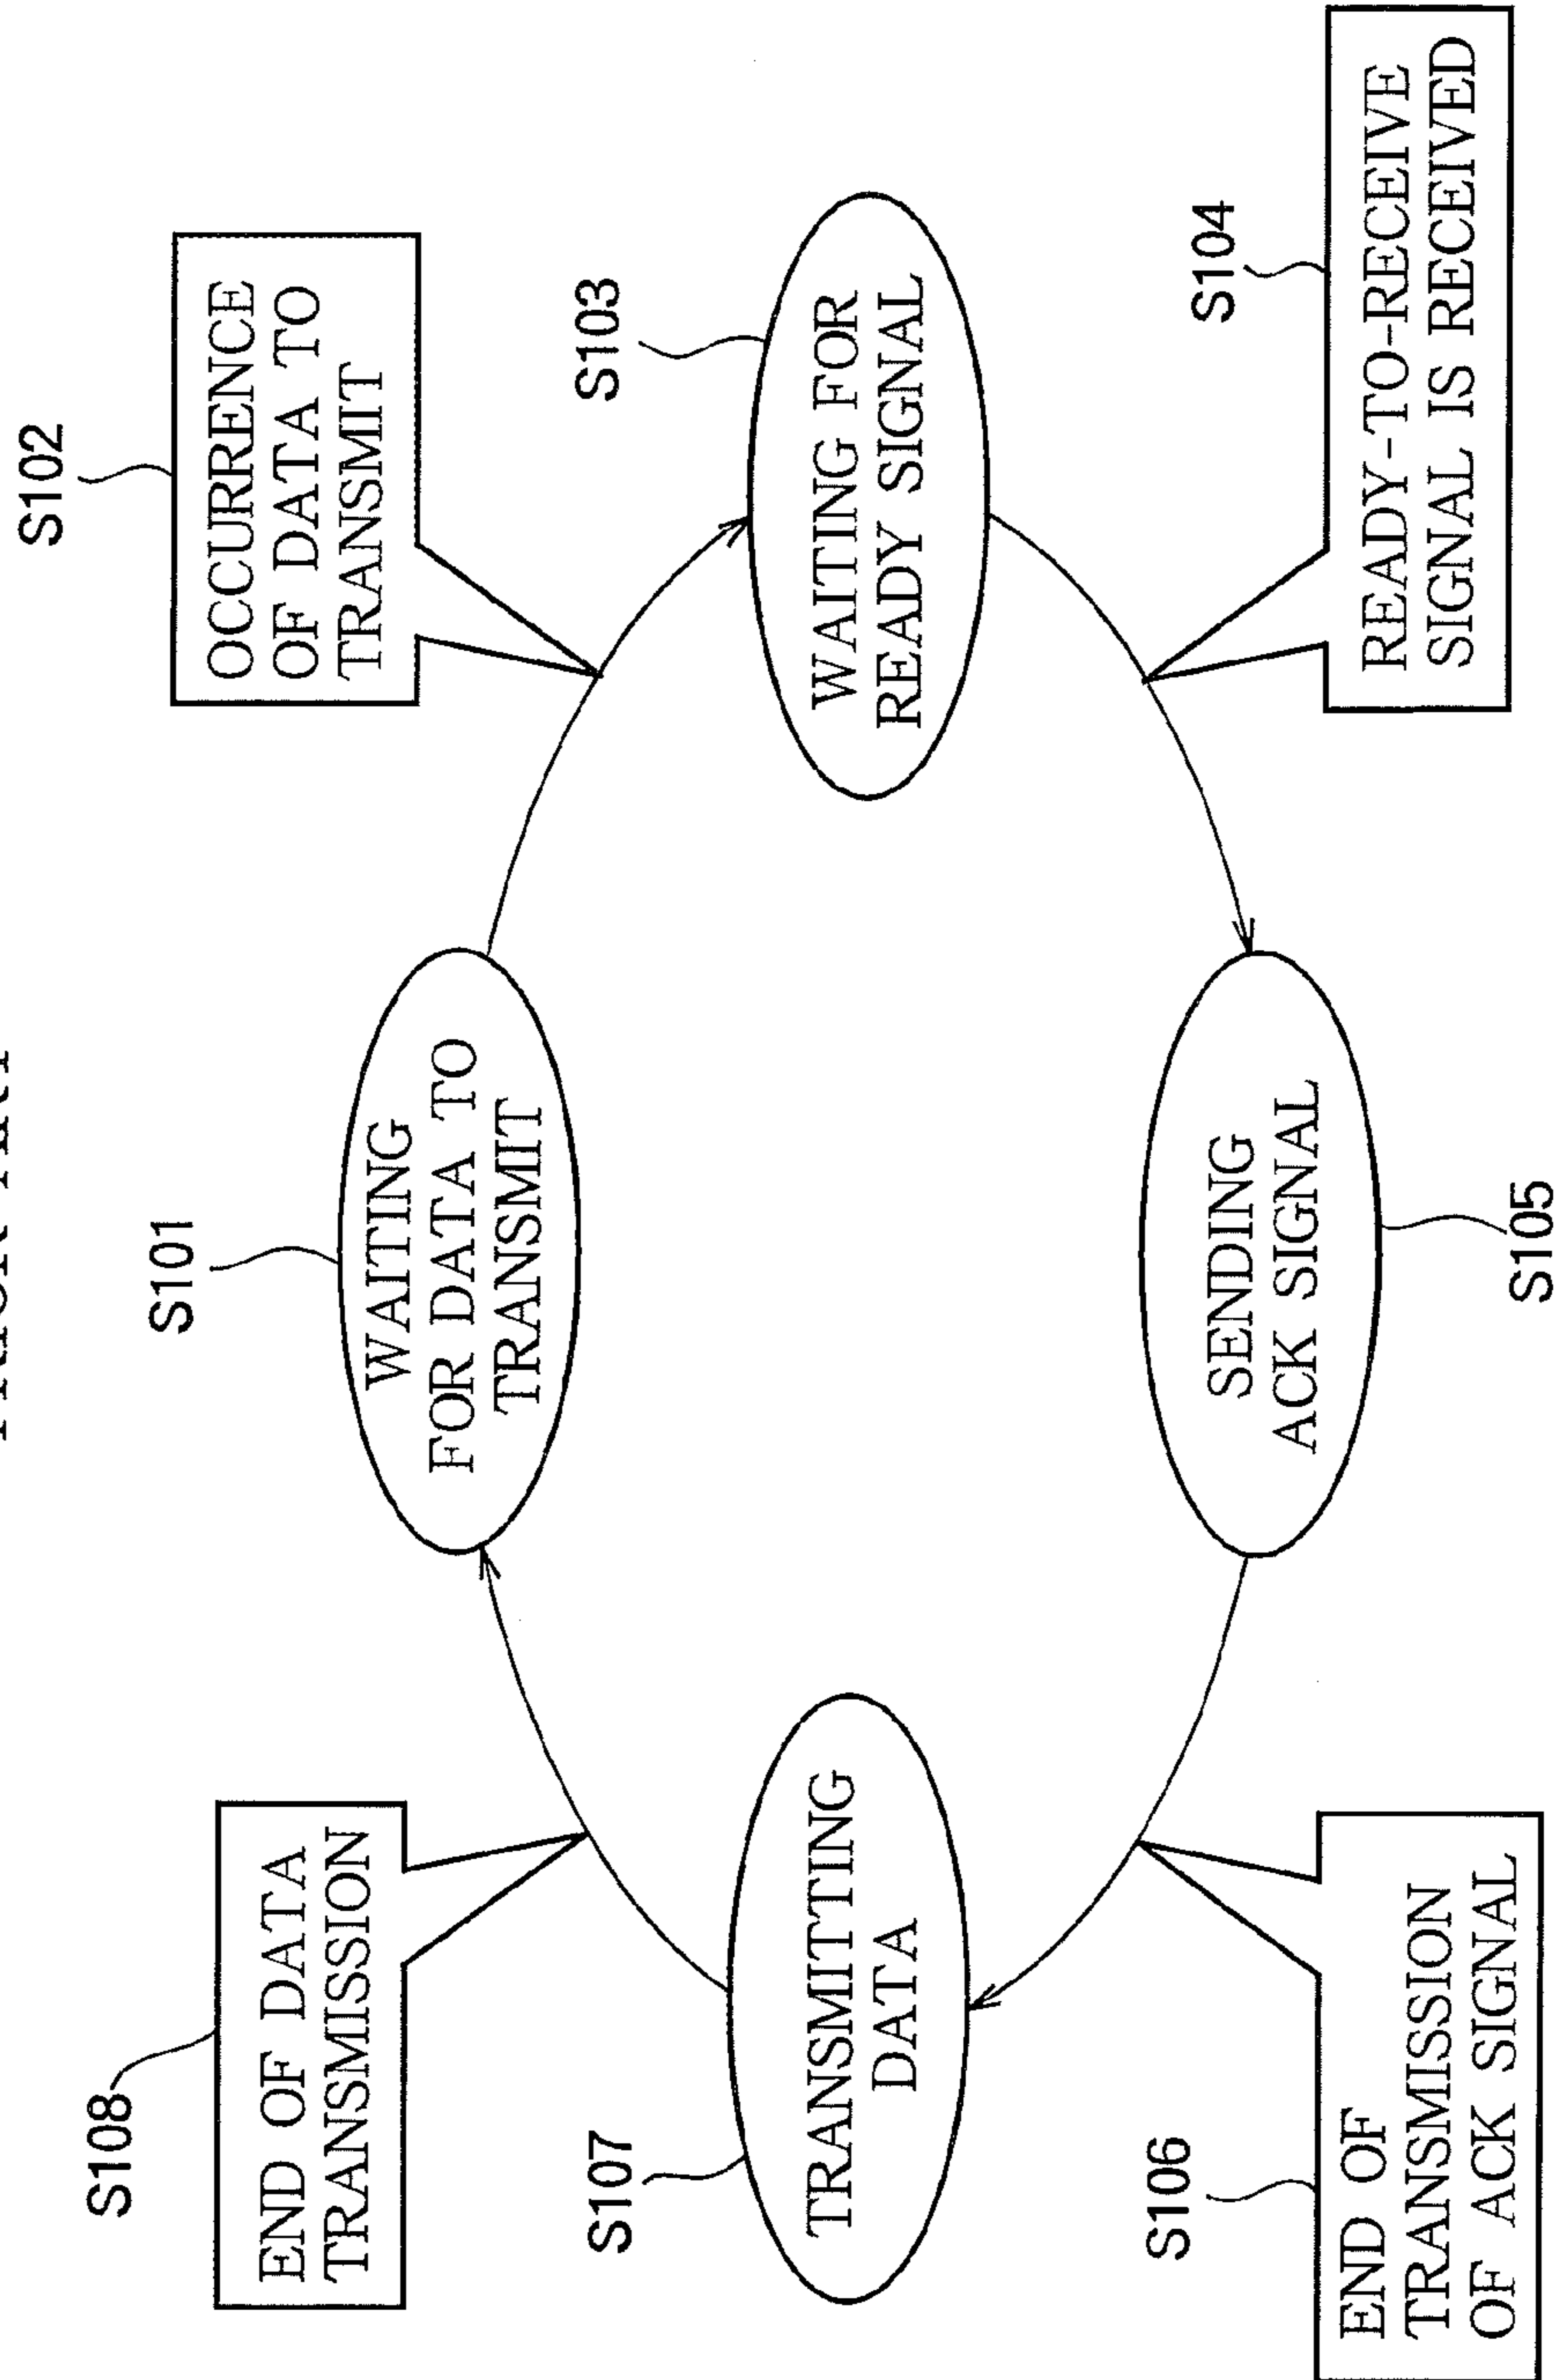 PRIOR ART
S101
WAITING
FOR DATA TO
TRANSMIT
S102
OCCURRENCE
OF DATA TO
TRANSMIT
S103
WAITING FOR
READY SIGNAL
S104
READY-TO-RECEIVE
SIGNAL IS RECEIVED
S105
SENDING
ACK SIGNAL
S106
END OF
TRANSMISSION
OF ACK SIGNAL
S107
TRANSMITTING
DATA
S108
END OF DATA
TRANSMISSION